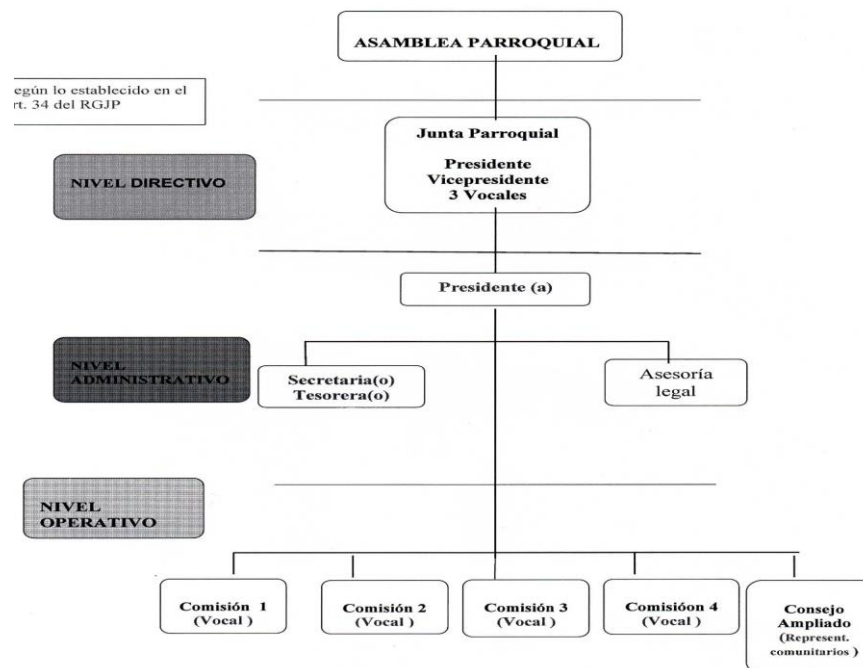 ASAMBLEA PARROQUIAL
egún lo establecido en el
rt. 34 del RGJP
Junta Parroquial
Presidente
Vicepresidente
3 Vocales
NIVEL DIRECTIVO
Presidente (a)
NIVEL
ADMINISTRATIVO
Secretaria(o)
Tesorera(o)
Asesoría
legal
NIVEL
OPERATIVO
Comisión 1
(Vocal )
Comisión 2
(Vocal )
Comisión 3
(Vocal )
Comisióon 4
(Vocal )
Consejo
Ampliado
(Represent.
comunitarios )